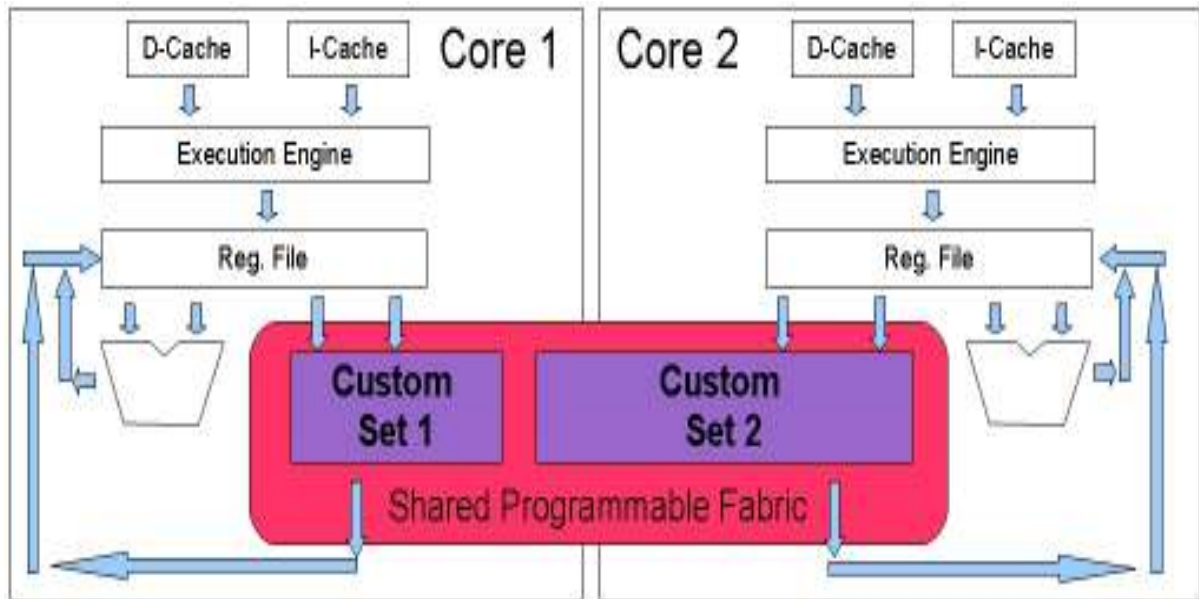 D-Cache
I-Cache
Core 1
Execution Engine
Reg. File
Core 2
D-Cache
I-Cache
Execution Engine
Reg. File
Custom
Set 1
Custom
Set 2
Shared Programmable Fabric